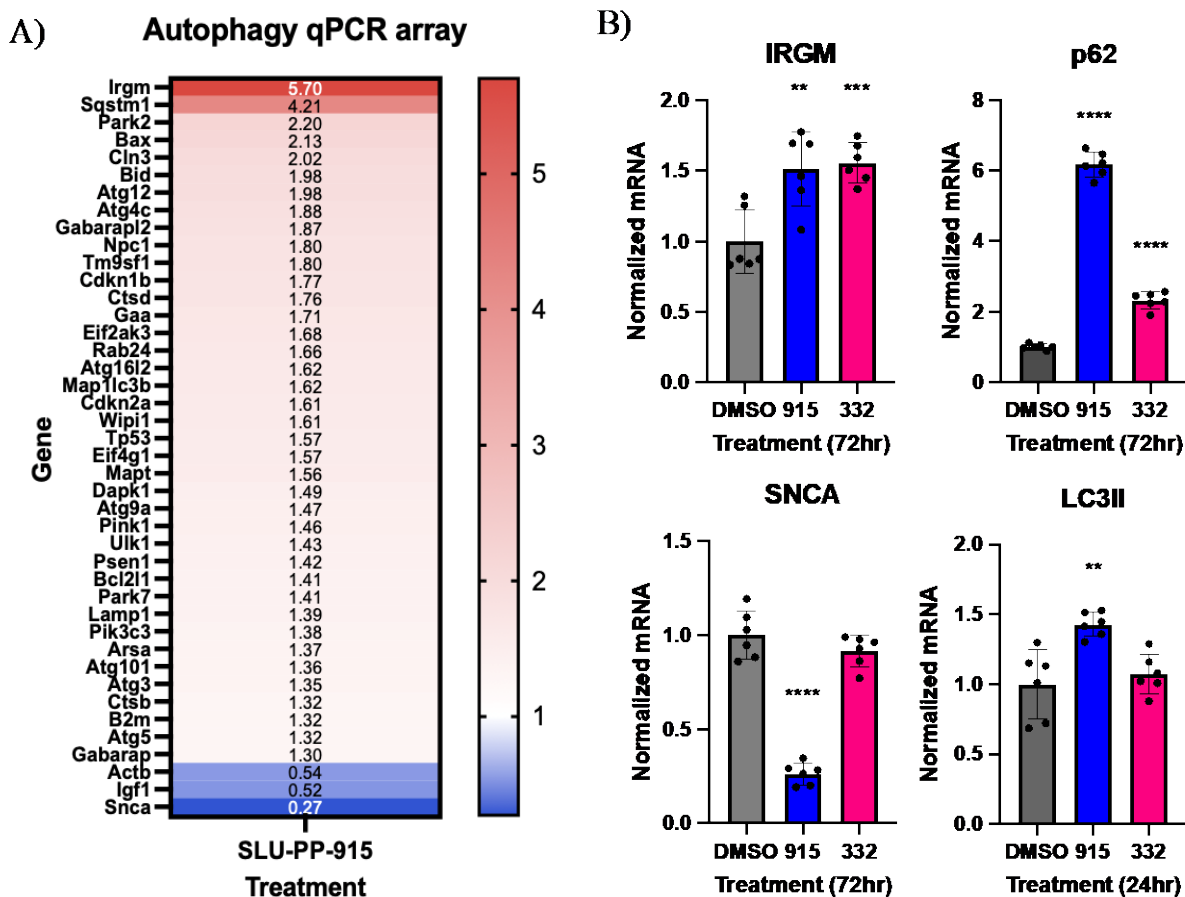 A)
Autophagy qPCR array
Irgm 5.70
Sqstm1 4.21
Park2 2.20
Bax 2.13
Cln3 2.02
Bid 1.98
Atg12 1.98
Atg4c 1.88
Gabarapl2 1.87
Npc1 1.80
Tm9sf1 1.80
Cdkn1b 1.77
Ctsd 1.76
Gaa 1.71
Eif2ak3 1.68
Rab24 1.66
Atg16l2 1.62
Map1lc3b 1.62
Cdkn2a 1.61
Wipi1 1.61
Tp53 1.57
Eif4g1 1.57
Mapt 1.56
Dapk1 1.49
Atg9a 1.47
Pink1 1.46
Ulk1 1.43
Psen1 1.42
Bcl2l1 1.41
Park7 1.41
Lamp1 1.39
Pik3c3 1.38
Arsa 1.37
Atg101 1.36
Atg3 1.35
Ctsb 1.32
B2m 1.32
Atg5 1.32
Gabarap 1.30
Actb 0.54
Igf1 0.52
Snca 0.27
Gene
SLU-PP-915
Treatment
5
4
3
2
1
B)
IRGM
** ***
2.0
1.5
1.0
0.5
0.0
Normalized mRNA
DMSO 915 332
Treatment (72hr)
p62
**** ****
8
6
4
2
0
Normalized mRNA
DMSO 915 332
Treatment (72hr)
SNCA
****
1.5
1.0
0.5
0.0
Normalized mRNA
DMSO 915 332
Treatment (72hr)
LC3II
**
2.0
1.5
1.0
0.5
0.0
Normalized mRNA
DMSO 915 332
Treatment (24hr)